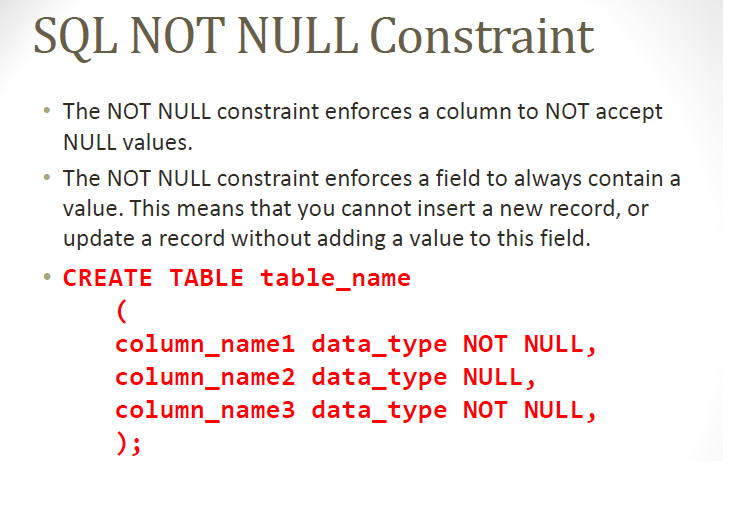 SQL NOT NULL Constraint
• The NOT NULL constraint enforces a column to NOT accept
NULL values.
• The NOT NULL constraint enforces a field to always contain a
value. This means that you cannot insert a new record, or
update a record without adding a value to this field.
• CREATE TABLE table_name
(
column_name1 data_type NOT NULL,
column_name2 data_type NULL,
column_name3 data_type NOT NULL,
);